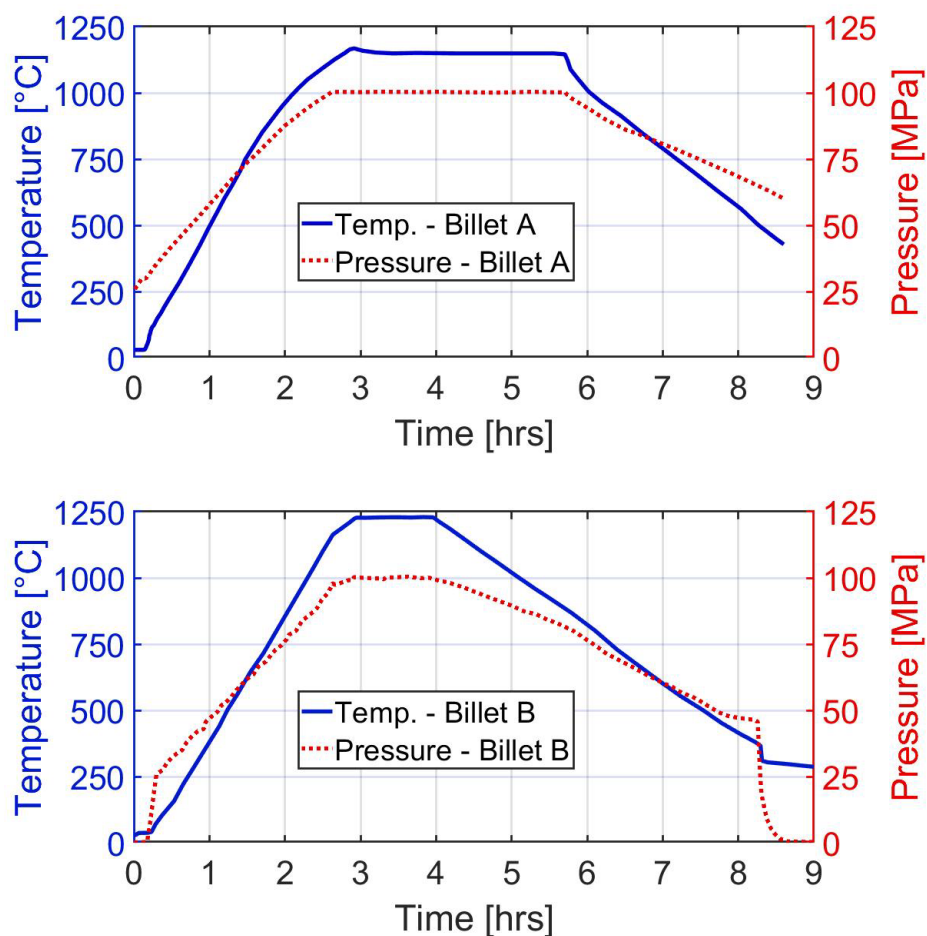 1250
1000
750
500
250
0
Temperature [°C]
0 1 2 3 4 5 6 7 8 9
Time [hrs]
125
100
75
50
25
0
Pressure [MPa]
Temp. - Billet A
Pressure - Billet A
1250
1000
750
500
250
0
Temperature [°C]
0 1 2 3 4 5 6 7 8 9
Time [hrs]
125
100
75
50
25
0
Pressure [MPa]
Temp. - Billet B
Pressure - Billet B